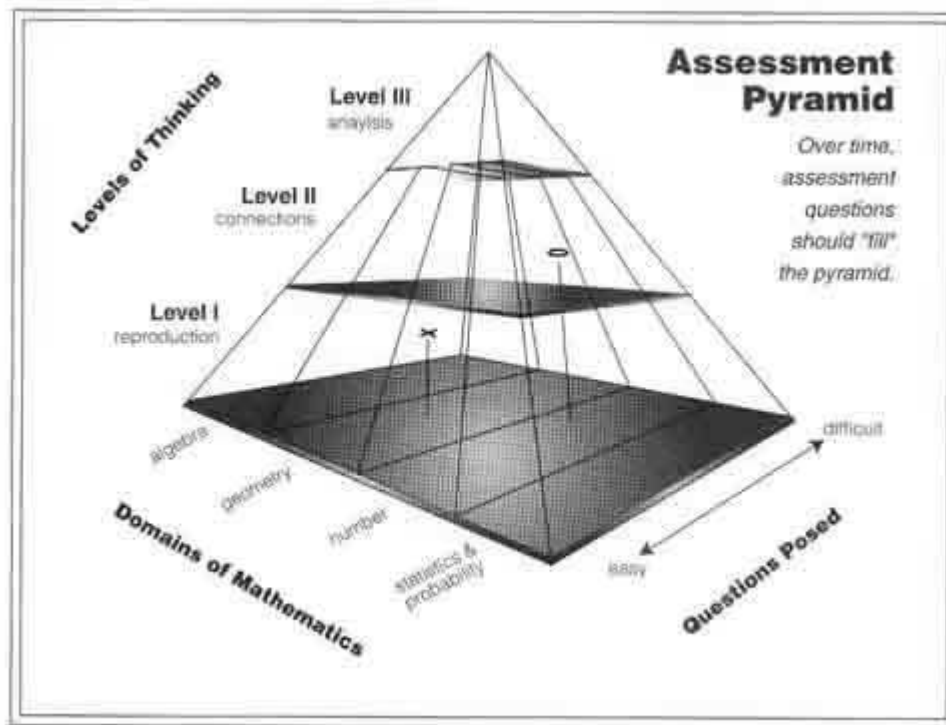 Assessment
Pyramid
Over time,
assessment
questions
should "fill"
the pyramid.
Levels of Thinking
Level III
anaylsis
Level II
connections
Level I
reproduction
algebra
geometry
number
statistics &
probability
Domains of Mathematics
easy
difficult
Questions Posed